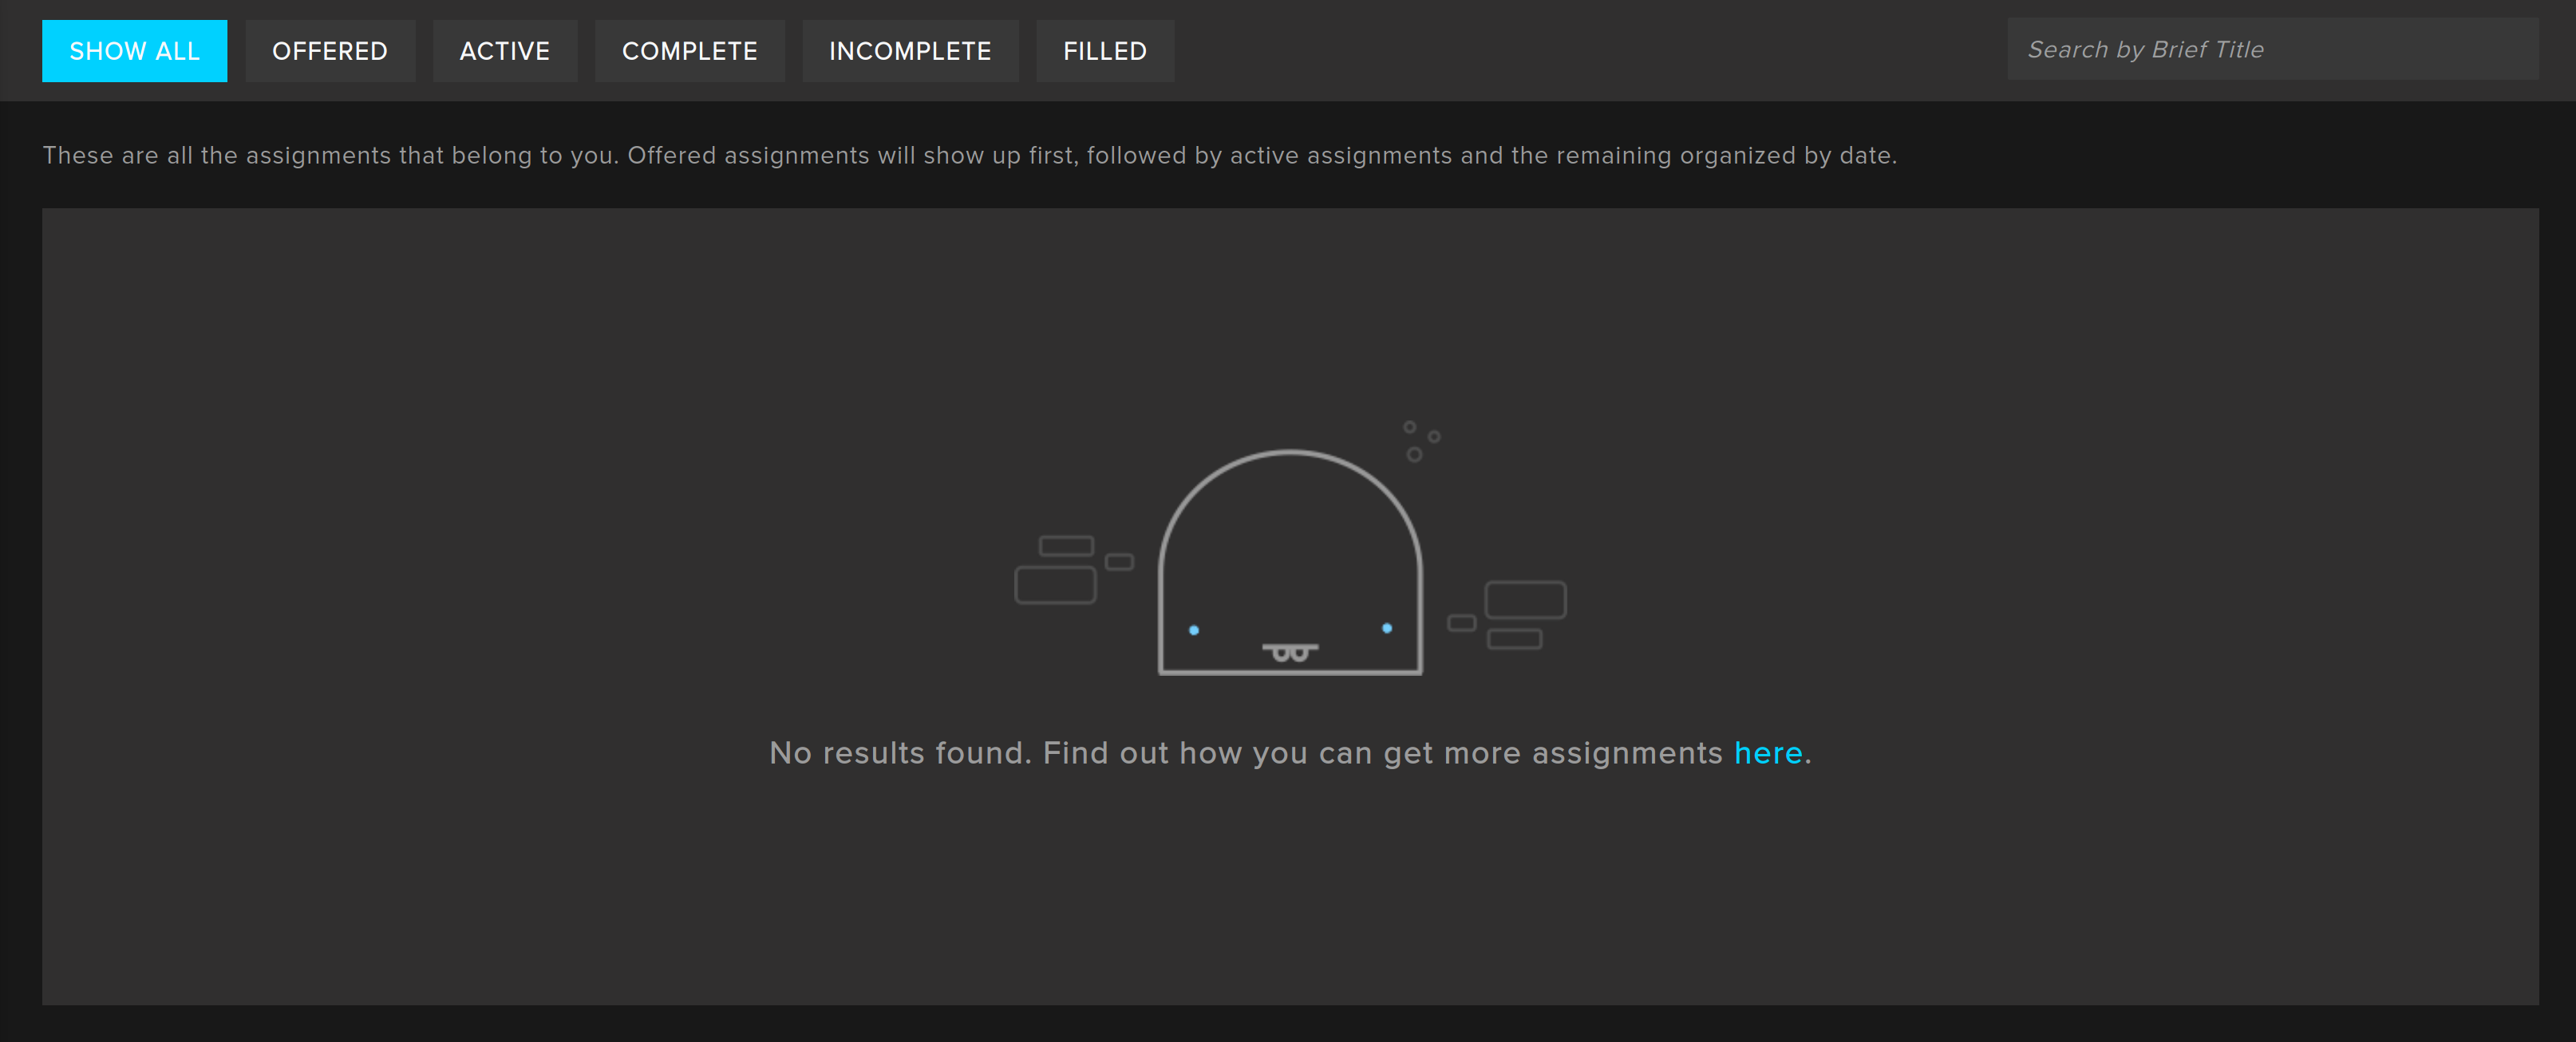 SHOW ALL OFFERED ACTIVE COMPLETE INCOMPLETE FILLED Search by Brief Title
These are all the assignments that belong to you. Offered assignments will show up first, followed by active assignments and the remaining organized by date.
No results found. Find out how you can get more assignments here.